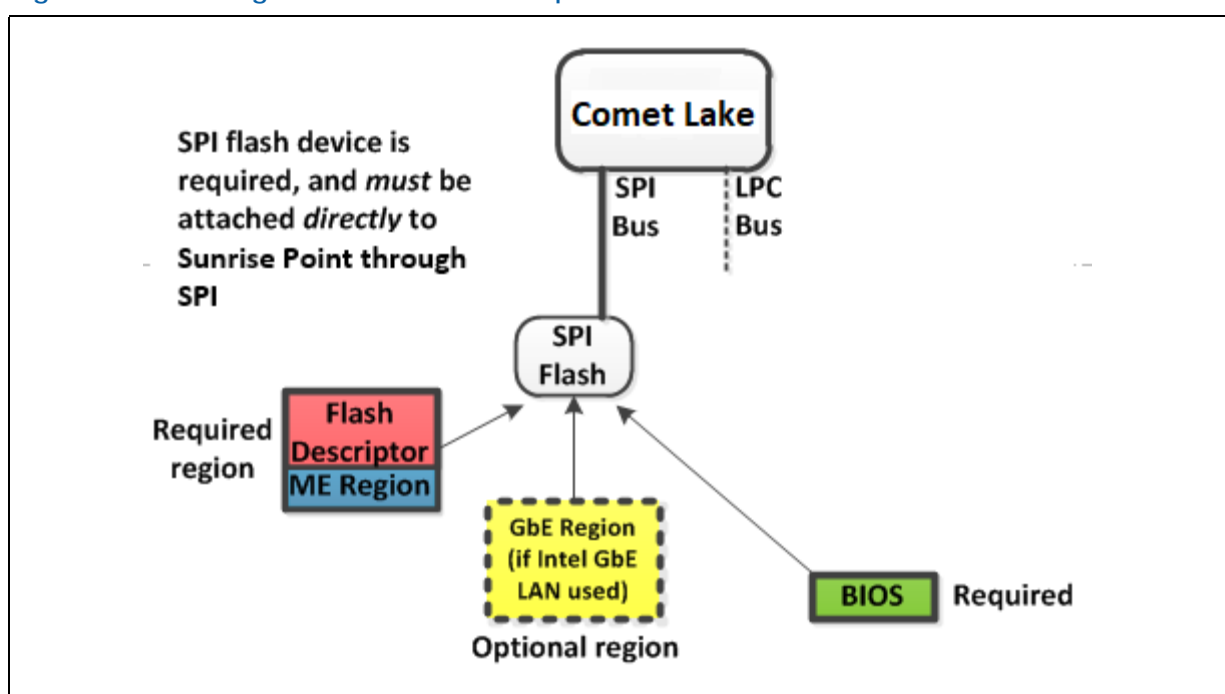 Comet Lake
SPI flash device is
required, and must be
attached directly to
Sunrise Point through
SPI
SPI
Bus
LPC
Bus
SPI
Flash
Required
region
Flash
Descriptor
ME Region
GbE Region
(if Intel GbE
LAN used)
Optional region
BIOS
Required